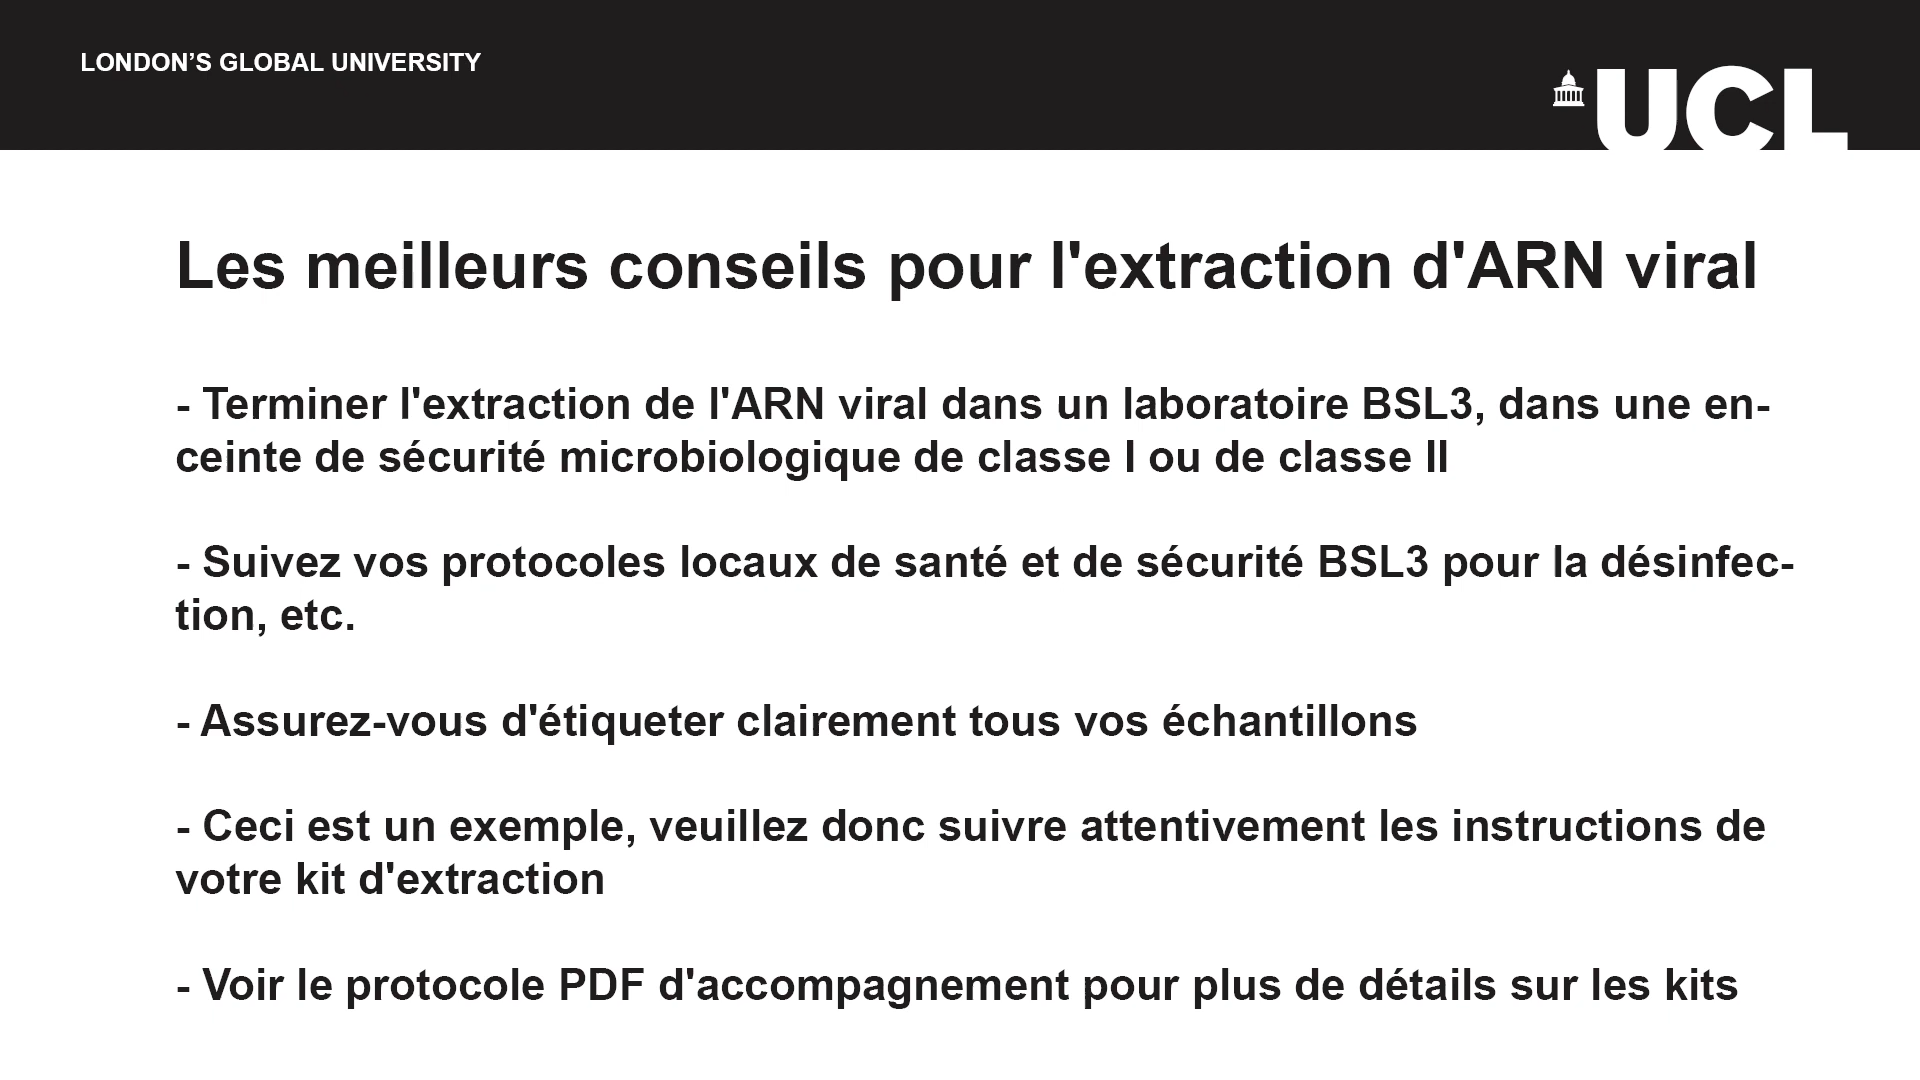 LONDON’S GLOBAL UNIVERSITY
UCL
Les meilleurs conseils pour l'extraction d'ARN viral
- Terminer l'extraction de l'ARN viral dans un laboratoire BSL3, dans une en-
ceinte de sécurité microbiologique de classe I ou de classe II
- Suivez vos protocoles locaux de santé et de sécurité BSL3 pour la désinfec-
tion, etc.
- Assurez-vous d'étiqueter clairement tous vos échantillons
- Ceci est un exemple, veuillez donc suivre attentivement les instructions de
votre kit d'extraction
- Voir le protocole PDF d'accompagnement pour plus de détails sur les kits